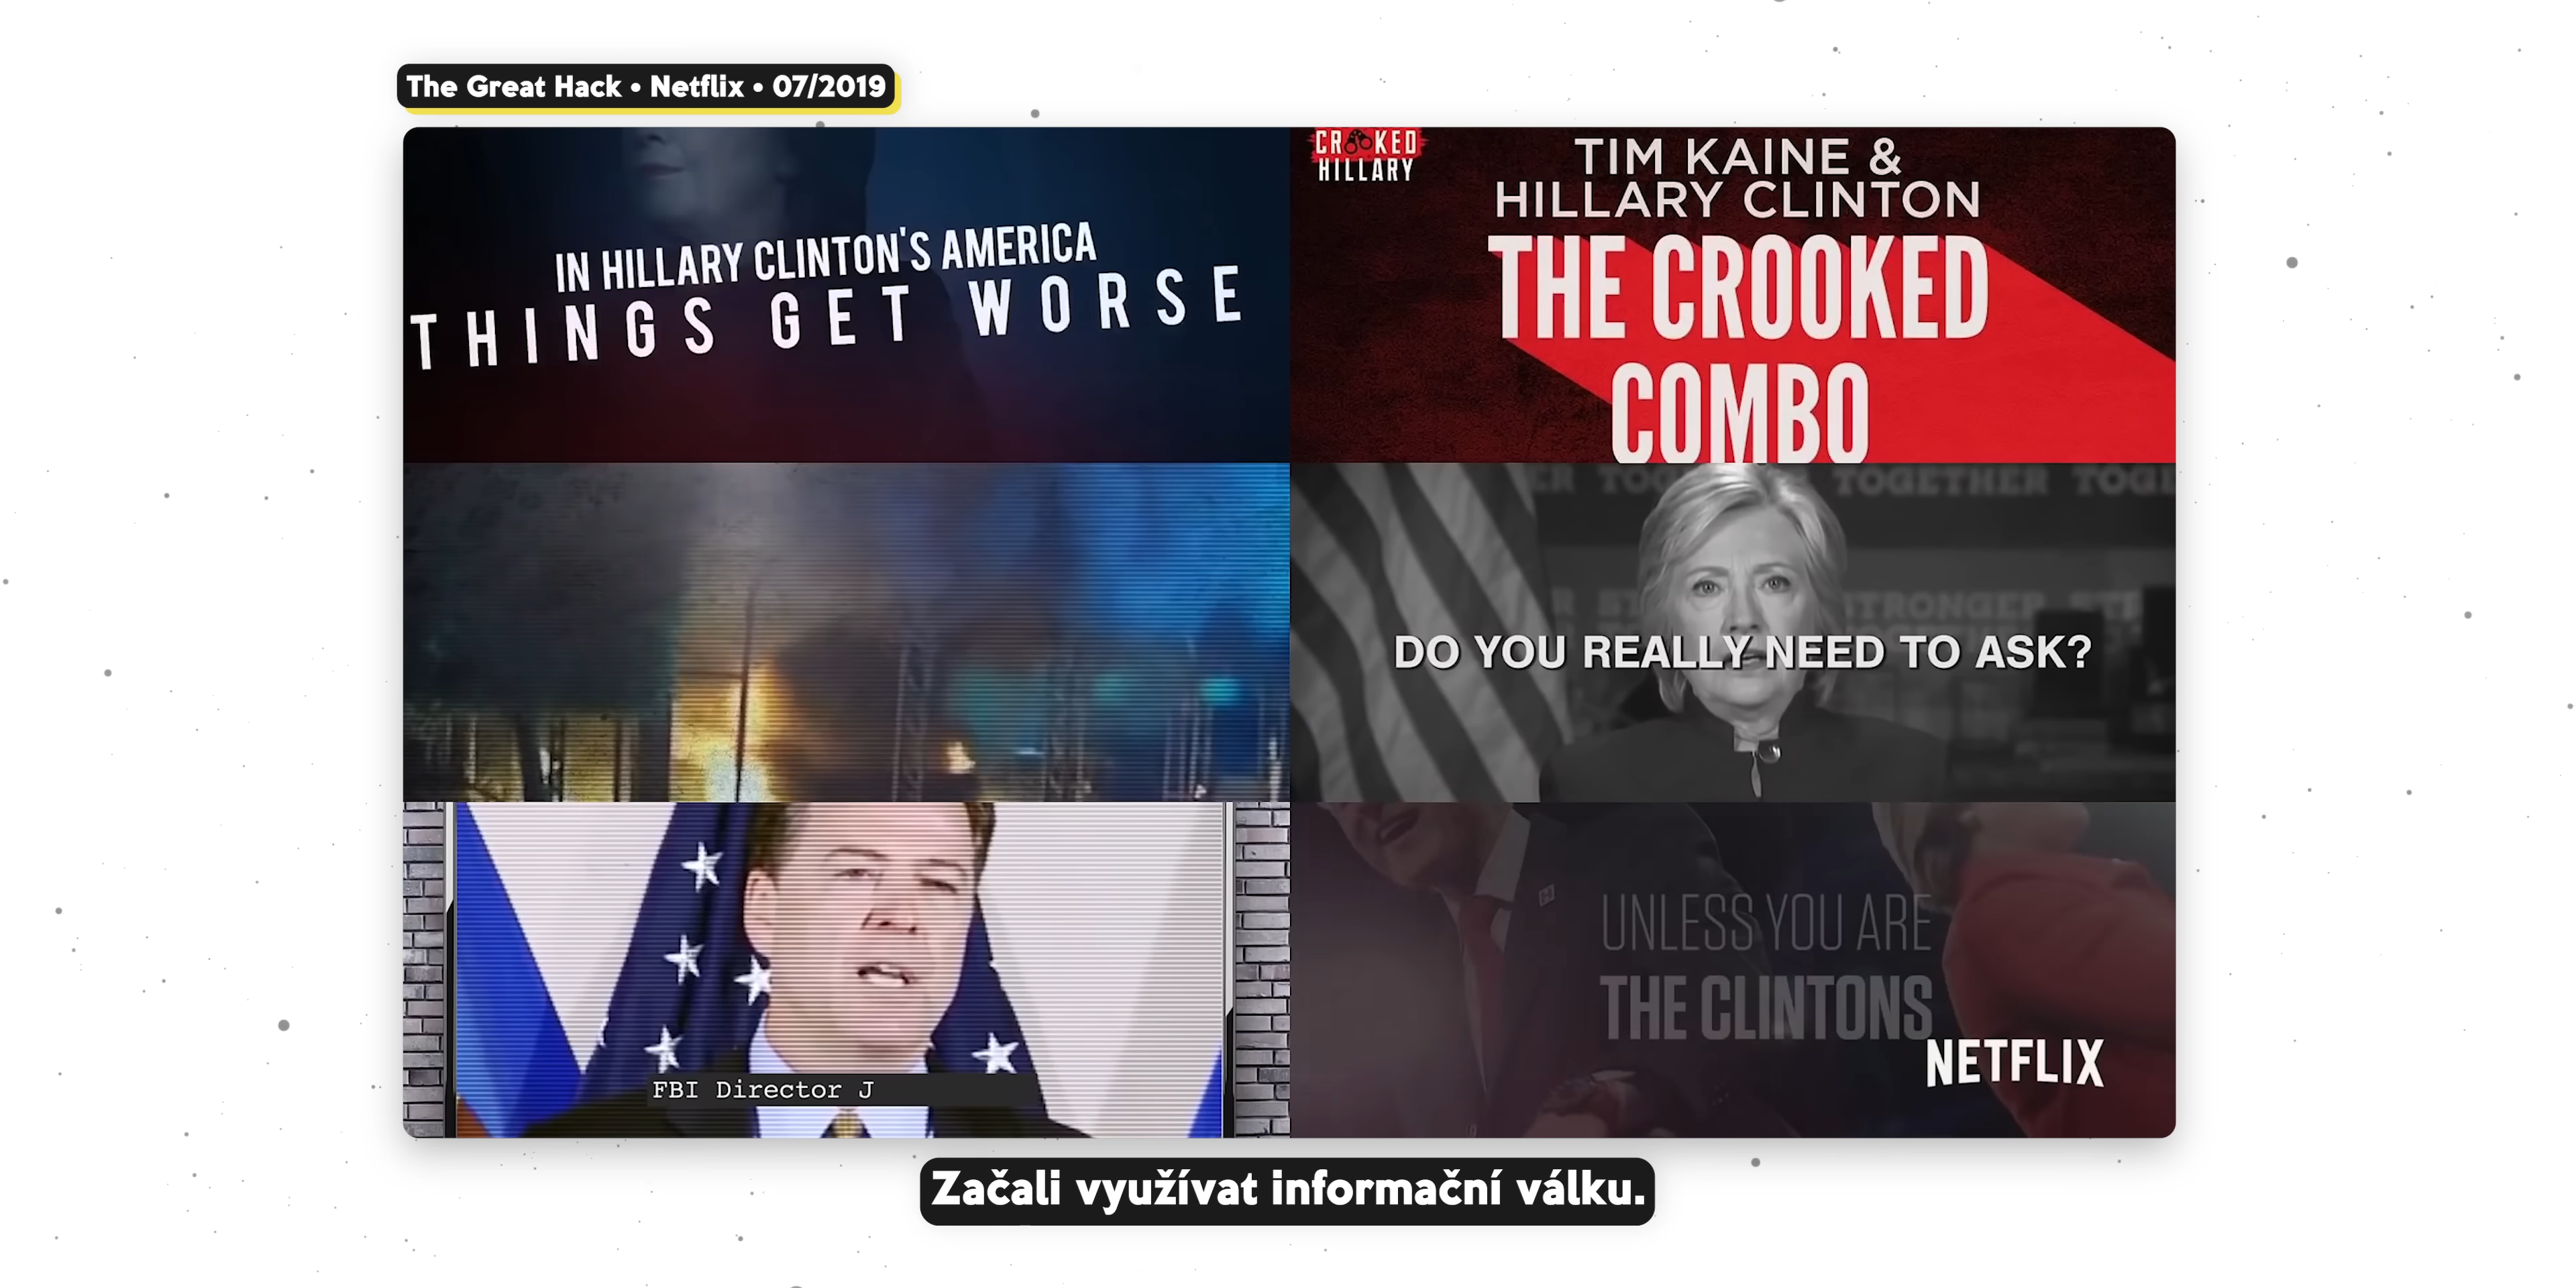 The Great Hack • Netflix • 07/2019
IN HILLARY CLINTON'S AMERICA
THINGS GET WORSE
CROOKED
HILLARY
TIM KAINE &
HILLARY CLINTON
THE CROOKED
COMBO
TOGETHER
STRONGER
DO YOU REALLY NEED TO ASK?
FBI Director J
UNLESS YOU ARE
THE CLINTONS
NETFLIX
Začali využívat informační válku.